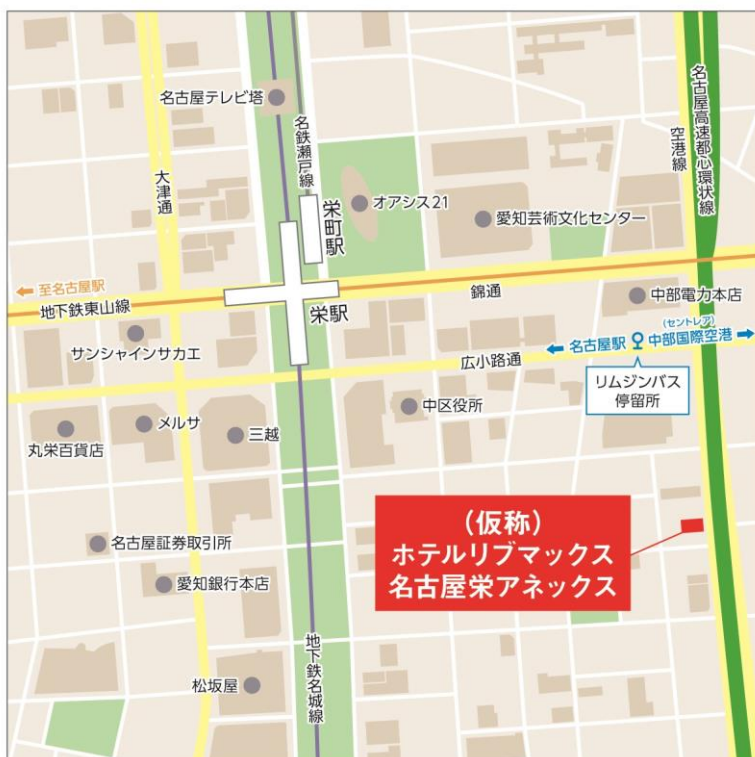 名古屋テレビ塔
名鉄瀬戸線
大津通
栄町駅
オアシス21
愛知芸術文化センター
空港線
名古屋高速都心環状線
至名古屋駅
地下鉄東山線
栄駅
錦通
中部電力本店
サンシャインサカエ
(セントレア)
名古屋駅
中部国際空港
広小路通
リムジンバス
停留所
メルサ
三越
中区役所
丸栄百貨店
名古屋証券取引所
愛知銀行本店
(仮称)
ホテルリブマックス
名古屋栄アネックス
地下鉄名城線
松坂屋